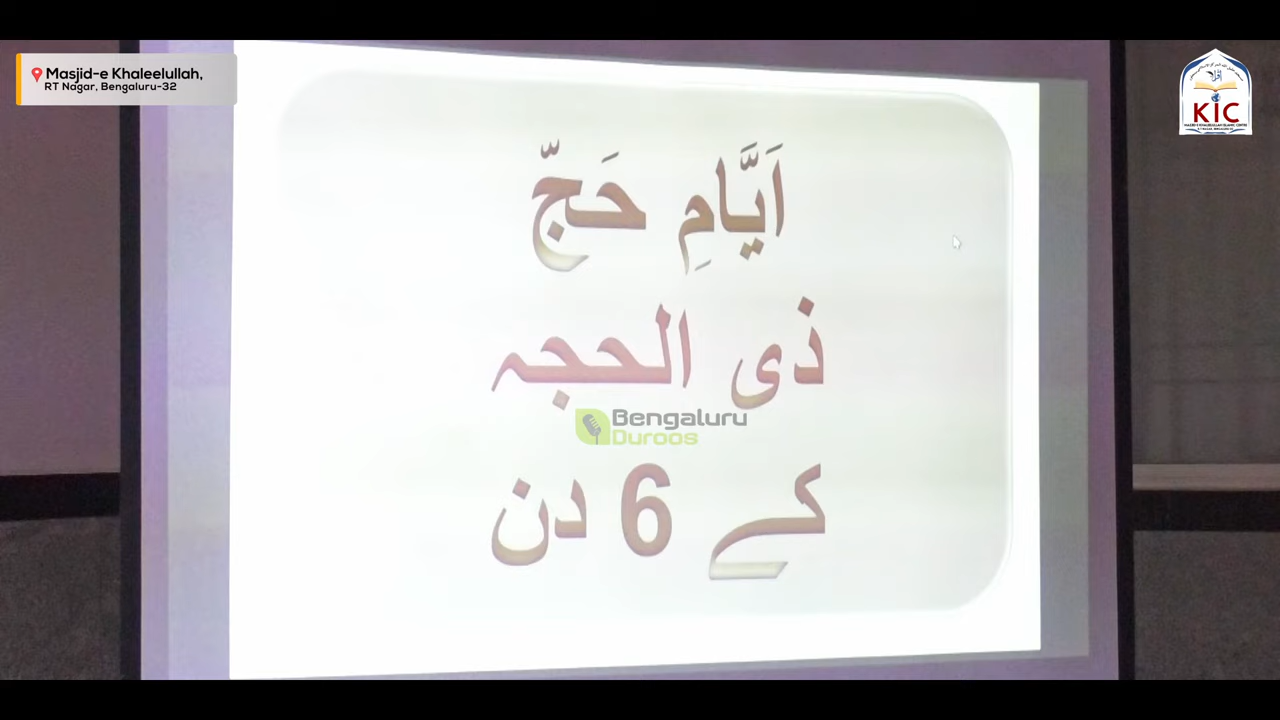 Masjid-e Khaleelullah,
RT Nagar, Bengaluru-32
KIC
اَیَّامِ حَجّ
ذی الحجہ
Bengaluru
Duroos
کے 6 دن